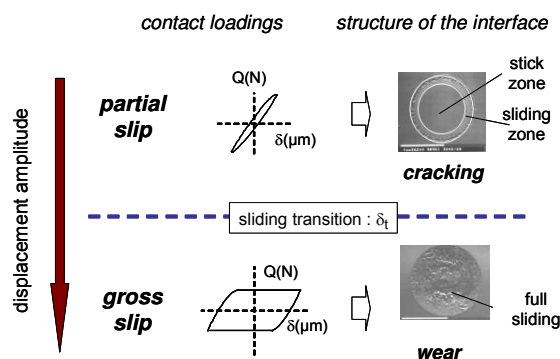 contact loadings
structure of the interface
displacement amplitude
partial
slip
Q(N)
δ(µm)
stick
zone
sliding
zone
cracking
sliding transition : δt
gross
slip
Q(N)
δ(µm)
full
sliding
wear